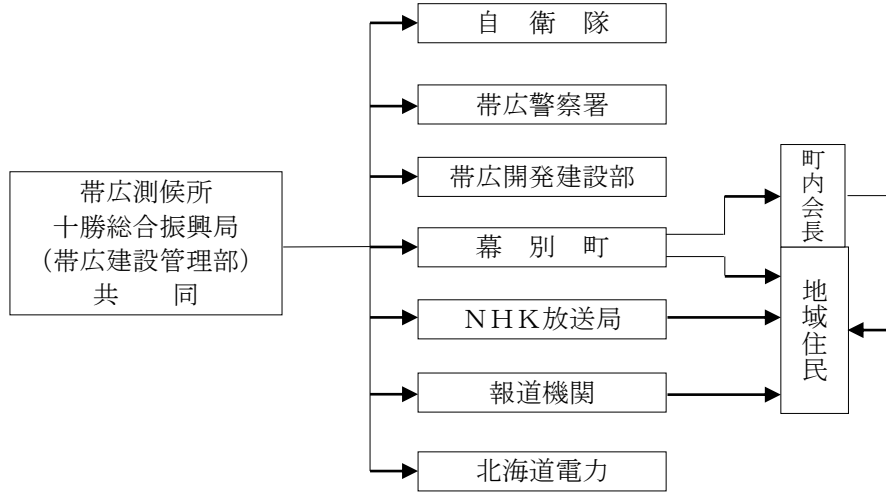 帯広測候所
十勝総合振興局
（帯広建設管理部）
共　　同
自　衛　隊
帯広警察署
帯広開発建設部
幕　別　町
ＮＨＫ放送局
報道機関
北海道電力
町内会長
地域住民